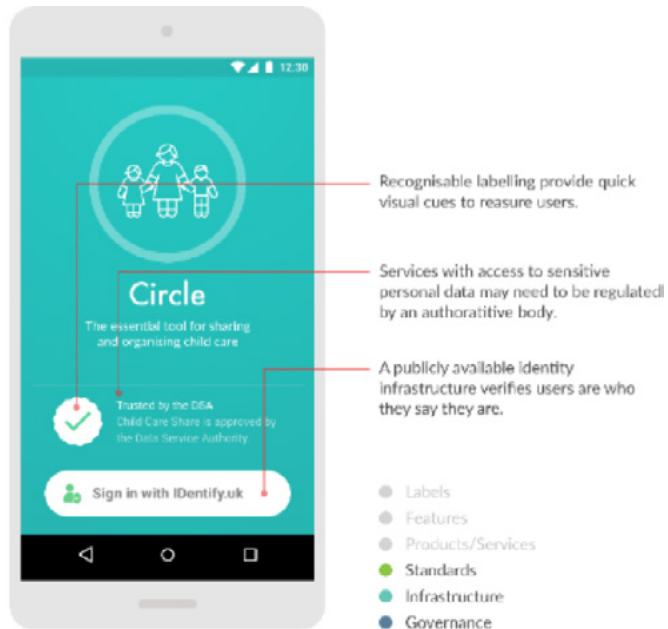 12.30
Recognisable labelling provide quick
visual cues to reasure users.
Services with access to sensitive
personal data may need to be regulated
by an authoratitive body.
Circle
The essential tool for sharing
and organising child care
A publicly available identity
infrastructure verifies users are who
they say they are.
Trusted by the DSA
Child Care Share is approved by
the Data Service Authority.
Sign in with IDentify.uk
Labels
Features
Products/Services
Standards
Infrastructure
Governance